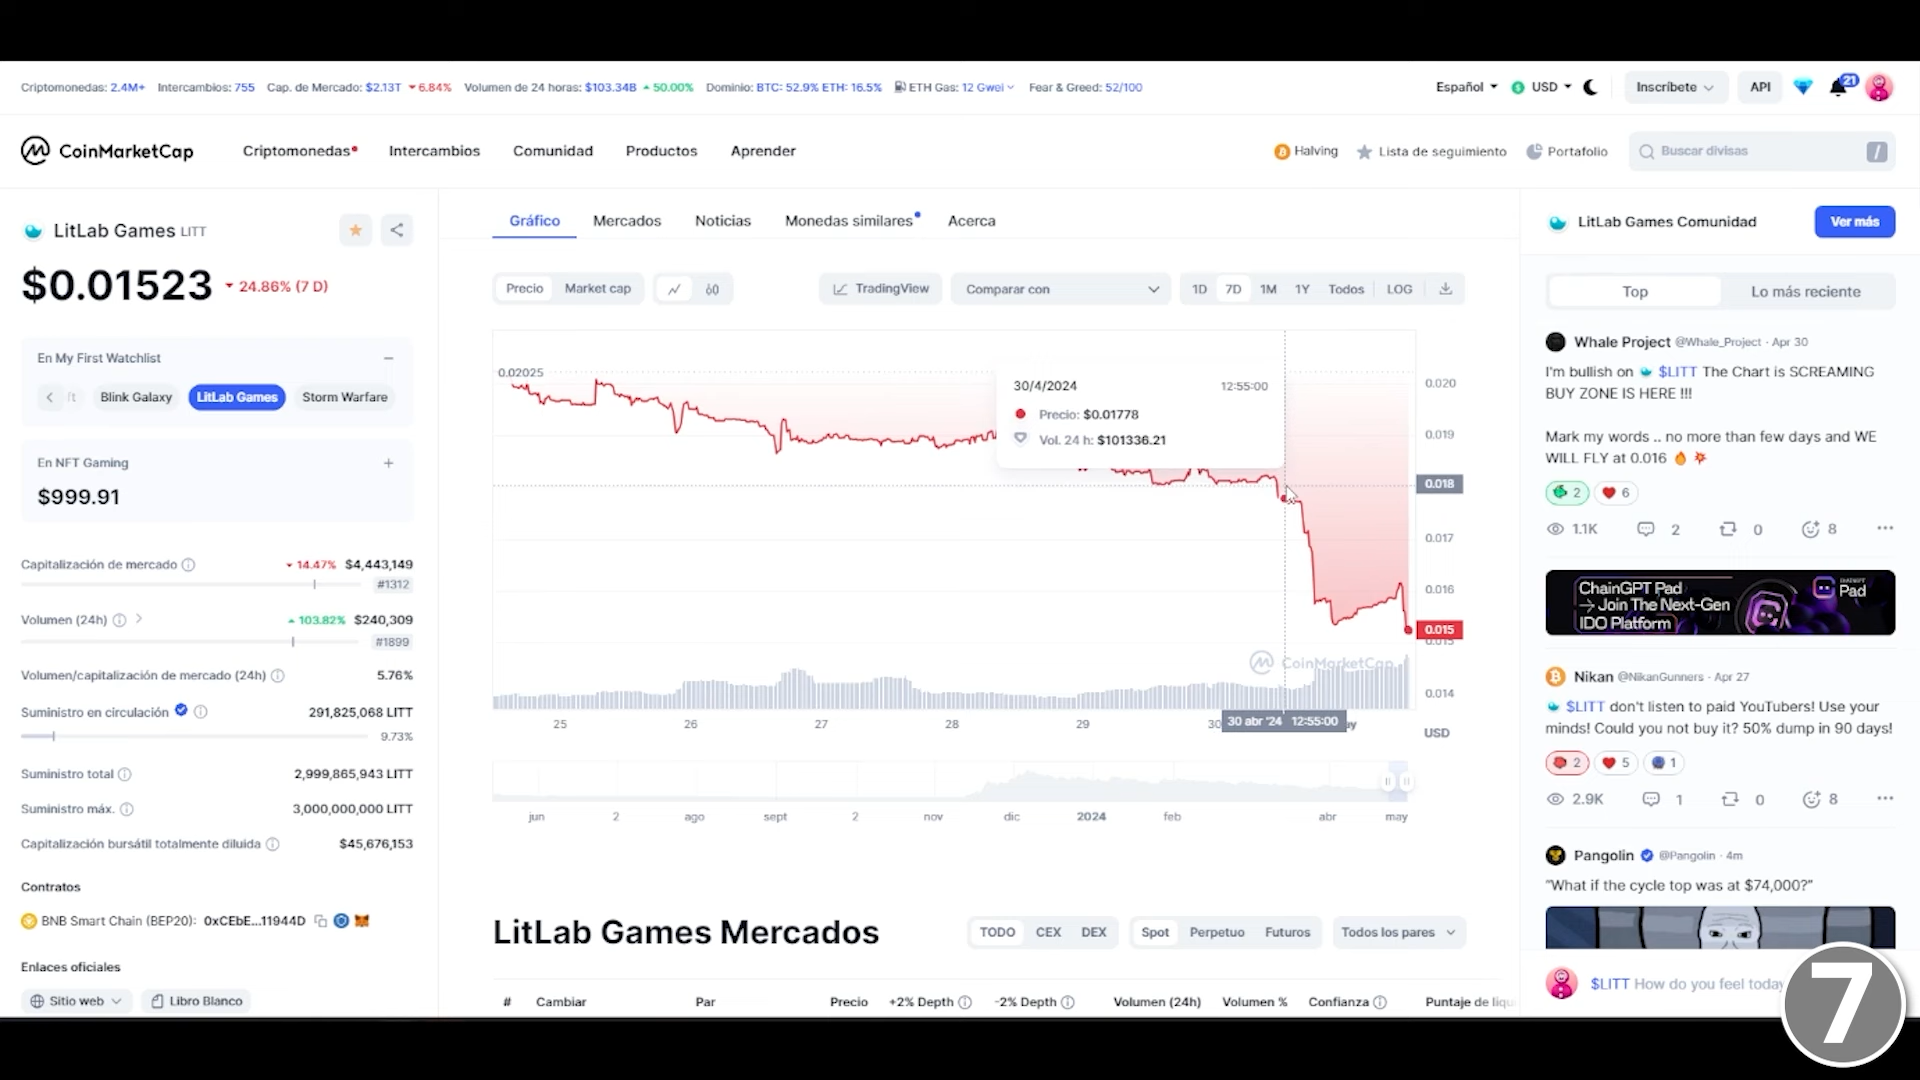 Criptomonedas: 2.4M+ Intercambios: 755 Cap. de Mercado: $2.13T 6.84% Volumen de 24 horas: $103.34B 50.00% Dominio: BTC: 52.9% ETH: 16.5% ETH Gas: 12 Gwei Fear & Greed: 52/100
Español USD Inscríbete API 21
CoinMarketCap Criptomonedas Intercambios Comunidad Productos Aprender
Halving Lista de seguimiento Portafolio Buscar divisas /
LitLab Games LITT
$0.01523 24.86% (7 D)
En My First Watchlist
Blink Galaxy LitLab Games Storm Warfare
En NFT Gaming +
$999.91
Capitalización de mercado 14.47% $4,443,149
#1312
Volumen (24h) 103.82% $240,309
#1899
Volumen/capitalización de mercado (24h) 5.76%
Suministro en circulación 291,825,068 LITT
9.73%
Suministro total 2,999,865,943 LITT
Suministro máx. 3,000,000,000 LITT
Capitalización bursátil totalmente diluida $45,676,153
Contratos
BNB Smart Chain (BEP20): 0xCEbE...11944D
Enlaces oficiales
Sitio web Libro Blanco
Gráfico Mercados Noticias Monedas similares Acerca
Precio Market cap TradingView Comparar con 1D 7D 1M 1Y Todos LOG
0.02025
30/4/2024 12:55:00
Precio: $0.01778
Vol. 24 h: $101336.21
0.020
0.019
0.018
0.017
0.016
0.015
0.015
0.014
CoinMarketCap
25 26 27 28 29 30 30 abr '24 12:55:00
USD
jun 2 ago sept 2 nov dic 2024 feb abr may
LitLab Games Mercados TODO CEX DEX Spot Perpetuo Futuros Todos los pares
# Cambiar Par Precio +2% Depth -2% Depth Volumen (24h) Volumen % Confianza Puntaje de liqu
LitLab Games Comunidad Ver más
Top Lo más reciente
Whale Project @Whale_Project · Apr 30
I'm bullish on $LITT The Chart is SCREAMING
BUY ZONE IS HERE !!!
Mark my words .. no more than few days and WE
WILL FLY at 0.016
2 6
1.1K 2 0 8
ChainGPT Pad
Join The Next-Gen
IDO Platform
Pad
Nikan @NikanGunners · Apr 27
$LITT don't listen to paid YouTubers! Use your
minds! Could you not buy it? 50% dump in 90 days!
2 5 1
2.9K 1 0 8
Pangolin @Pangolin · 4m
"What if the cycle top was at $74,000?"
$LITT How do you feel today
7